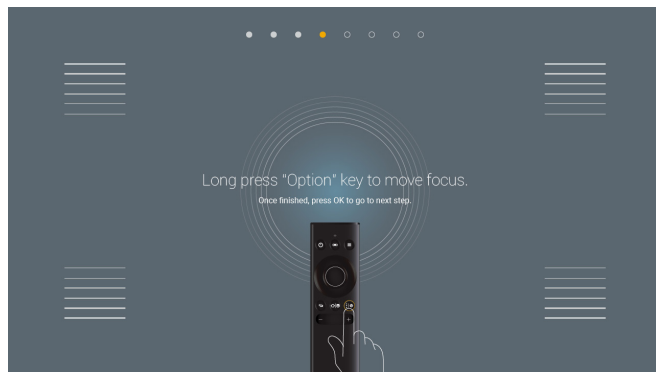 Long press "Option" key to move focus.
Once finished, press OK to go to next step.